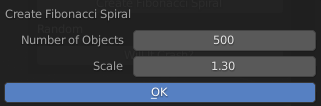 Create Fibonacci Spiral
Number of Objects 500
Scale 1.30
OK